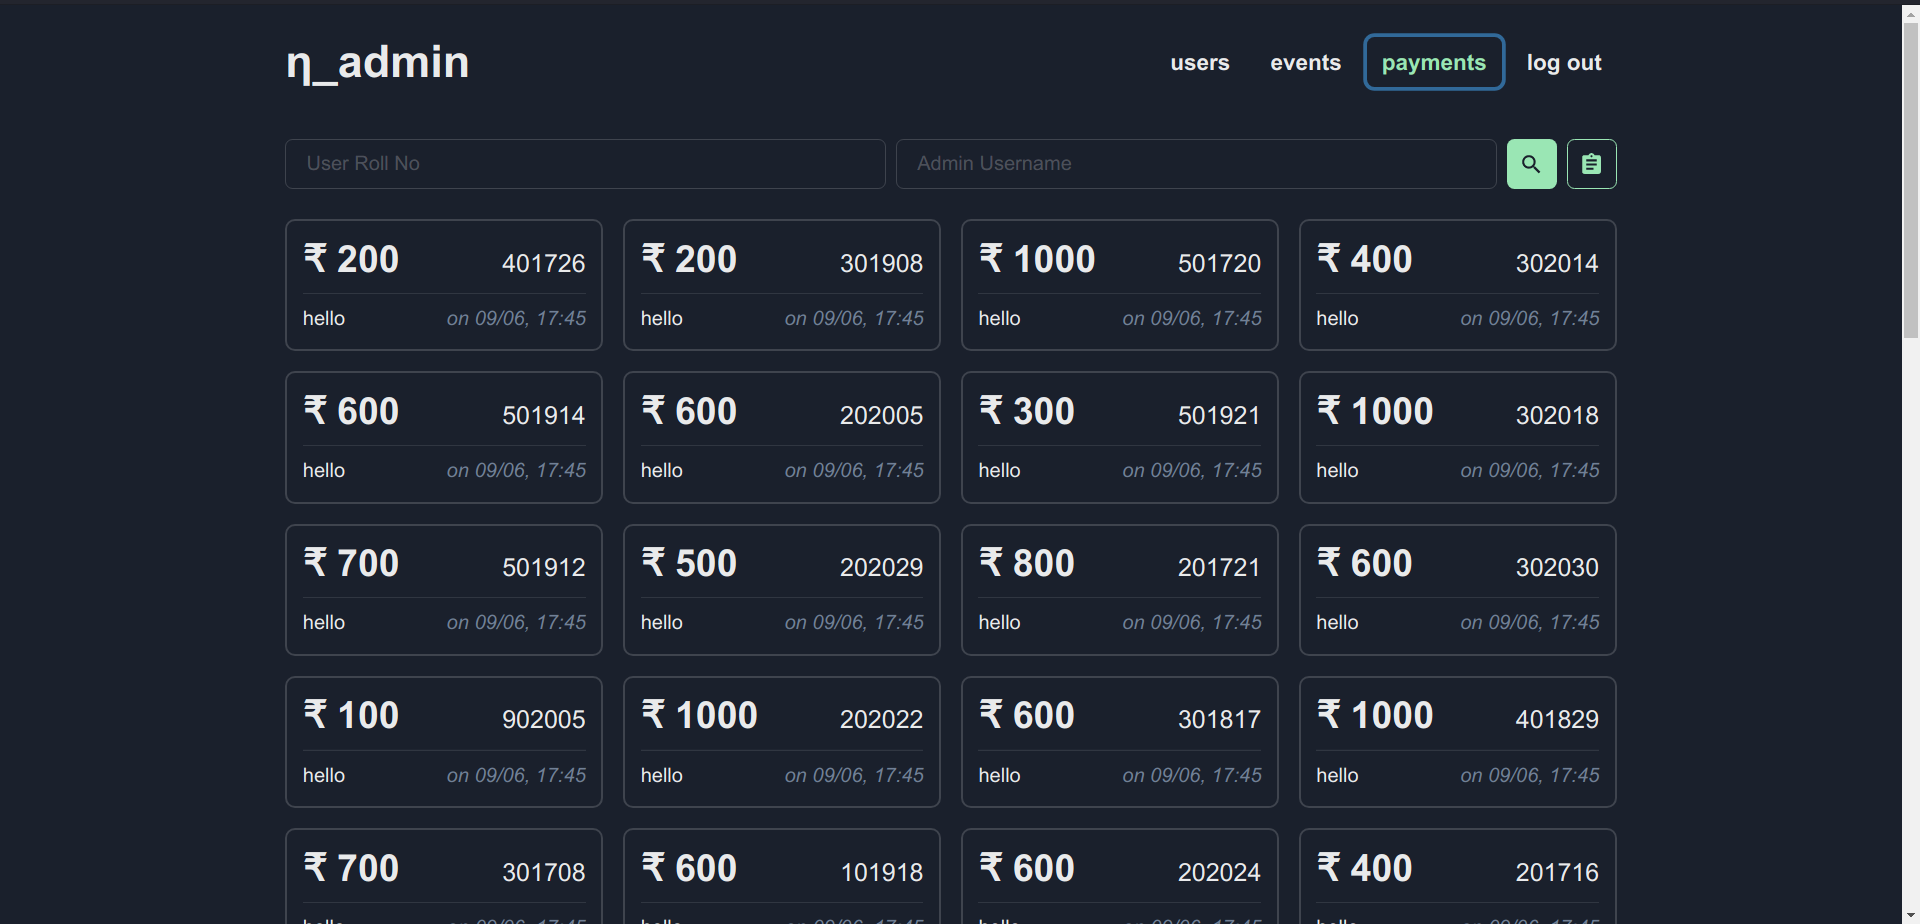 η_admin
users events payments log out
User Roll No Admin Username
₹ 200 401726
hello on 09/06, 17:45
₹ 200 301908
hello on 09/06, 17:45
₹ 1000 501720
hello on 09/06, 17:45
₹ 400 302014
hello on 09/06, 17:45
₹ 600 501914
hello on 09/06, 17:45
₹ 600 202005
hello on 09/06, 17:45
₹ 300 501921
hello on 09/06, 17:45
₹ 1000 302018
hello on 09/06, 17:45
₹ 700 501912
hello on 09/06, 17:45
₹ 500 202029
hello on 09/06, 17:45
₹ 800 201721
hello on 09/06, 17:45
₹ 600 302030
hello on 09/06, 17:45
₹ 100 902005
hello on 09/06, 17:45
₹ 1000 202022
hello on 09/06, 17:45
₹ 600 301817
hello on 09/06, 17:45
₹ 1000 401829
hello on 09/06, 17:45
₹ 700 301708
₹ 600 101918
₹ 600 202024
₹ 400 201716